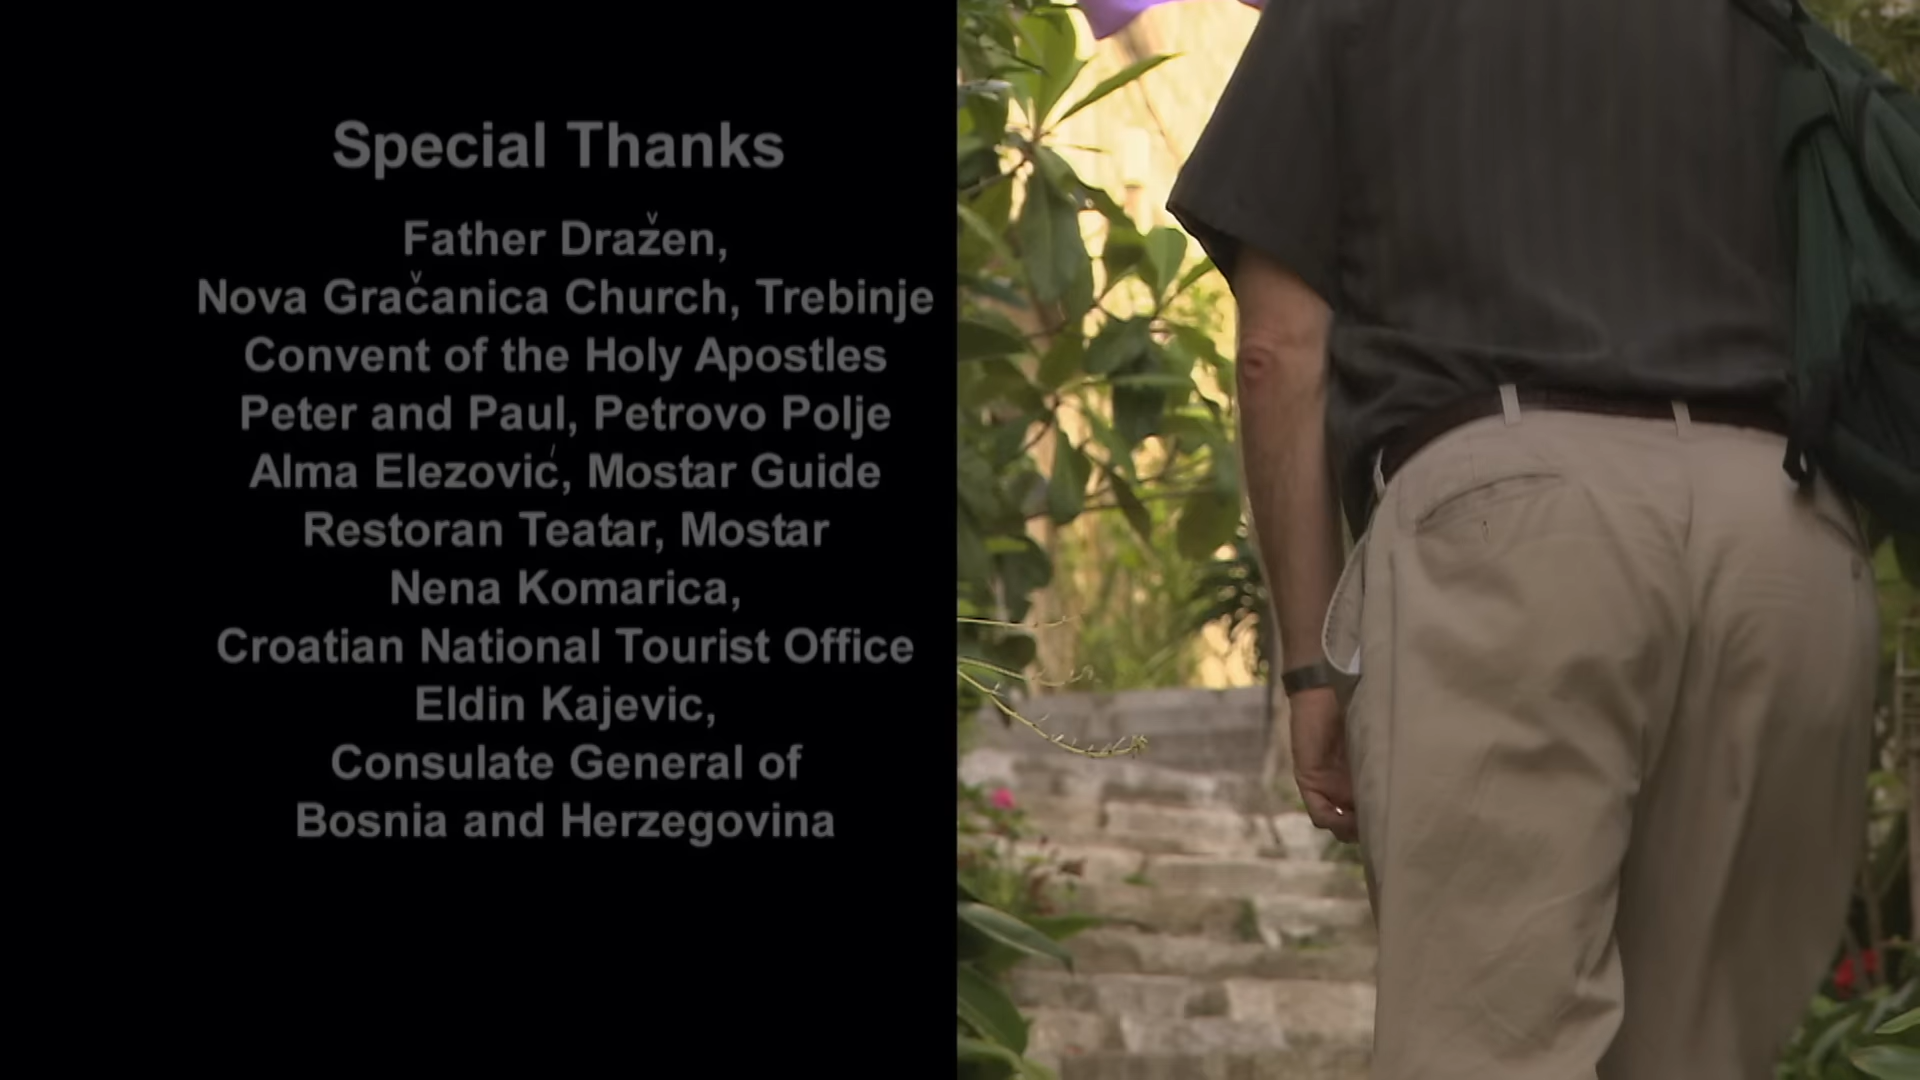 Special Thanks
Father Dražen,
Nova Gračanica Church, Trebinje
Convent of the Holy Apostles
Peter and Paul, Petrovo Polje
Alma Elezović, Mostar Guide
Restoran Teatar, Mostar
Nena Komarica,
Croatian National Tourist Office
Eldin Kajevic,
Consulate General of
Bosnia and Herzegovina